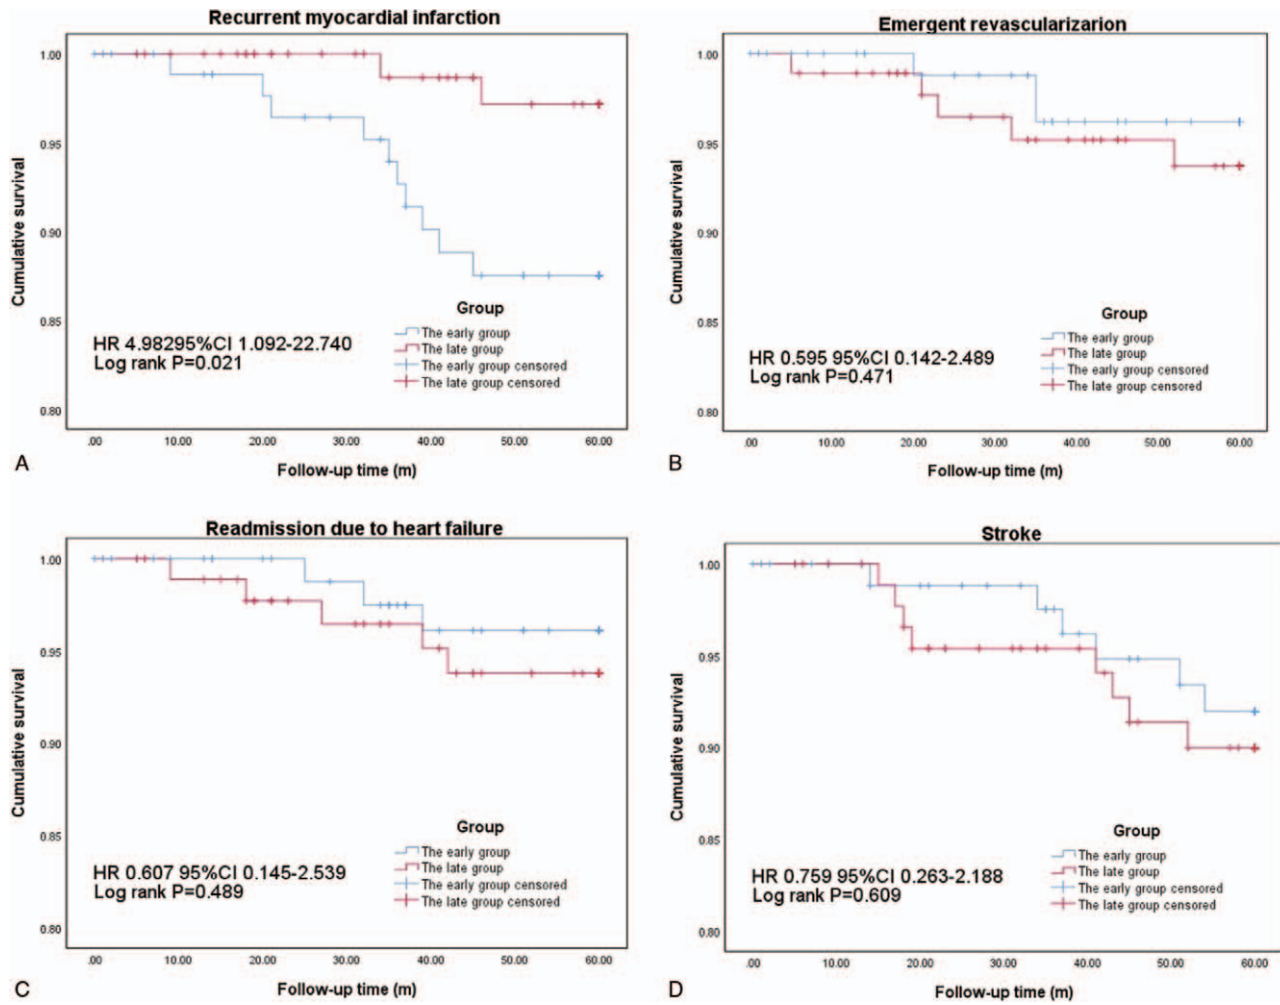 Recurrent myocardial infarction
Cumulative survival
1.00
0.95
0.90
0.85
0.80
HR 4.98295%CI 1.092-22.740
Log rank P=0.021
Group
The early group
The late group
The early group censored
The late group censored
.00 10.00 20.00 30.00 40.00 50.00 60.00
Follow-up time (m)
A
Emergent revascularizarion
Cumulative survival
1.00
0.95
0.90
0.85
0.80
HR 0.595 95%CI 0.142-2.489
Log rank P=0.471
Group
The early group
The late group
The early group censored
The late group censored
.00 10.00 20.00 30.00 40.00 50.00 60.00
Follow-up time (m)
B
Readmission due to heart failure
Cumulative survival
1.00
0.95
0.90
0.85
0.80
HR 0.607 95%CI 0.145-2.539
Log rank P=0.489
Group
The early group
The late group
The early group censored
The late group censored
.00 10.00 20.00 30.00 40.00 50.00 60.00
Follow-up time (m)
C
Stroke
Cumulative survival
1.00
0.95
0.90
0.85
0.80
HR 0.759 95%CI 0.263-2.188
Log rank P=0.609
Group
The early group
The late group
The early group censored
The late group censored
.00 10.00 20.00 30.00 40.00 50.00 60.00
Follow-up time (m)
D